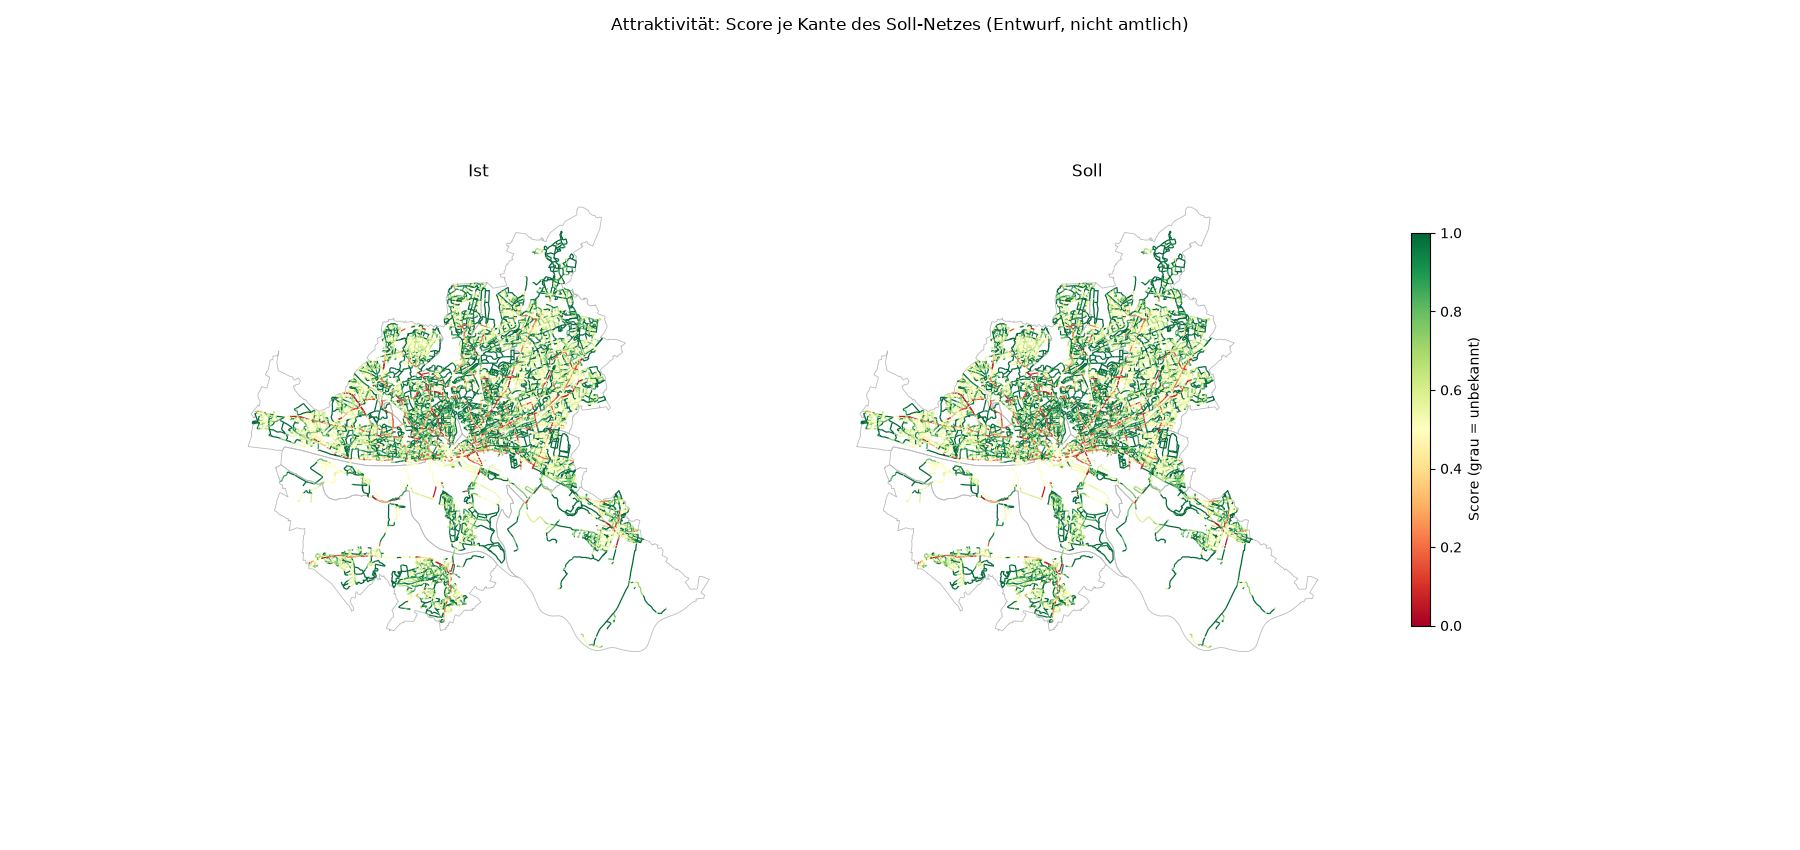 Attraktivität: Score je Kante des Soll-Netzes (Entwurf, nicht amtlich)
Ist
Soll
1.0
0.8
0.6
0.4
0.2
0.0
Score (grau = unbekannt)